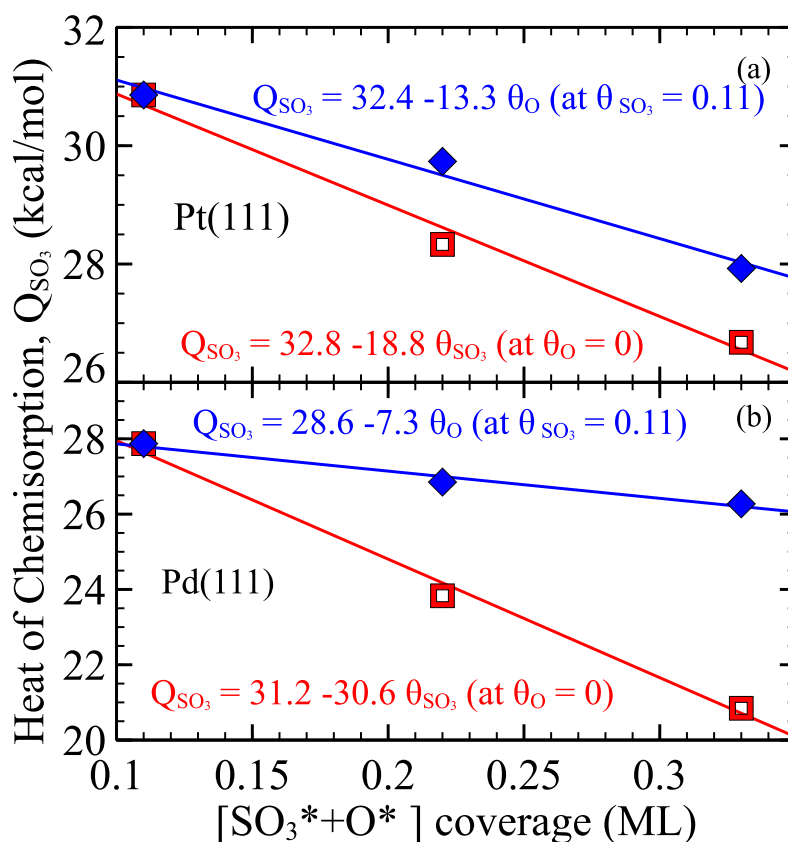 32
(a)
Q_SO₃ = 32.4 -13.3 θ_O (at θ_SO₃ = 0.11)
30
Pt(111)
28
Q_SO₃ = 32.8 -18.8 θ_SO₃ (at θ_O = 0)
26
Heat of Chemisorption, Q_SO₃ (kcal/mol)
(b)
Q_SO₃ = 28.6 -7.3 θ_O (at θ_SO₃ = 0.11)
28
26
Pd(111)
24
22
Q_SO₃ = 31.2 -30.6 θ_SO₃ (at θ_O = 0)
20
0.1 0.15 0.2 0.25 0.3
[SO₃*+O* ] coverage (ML)